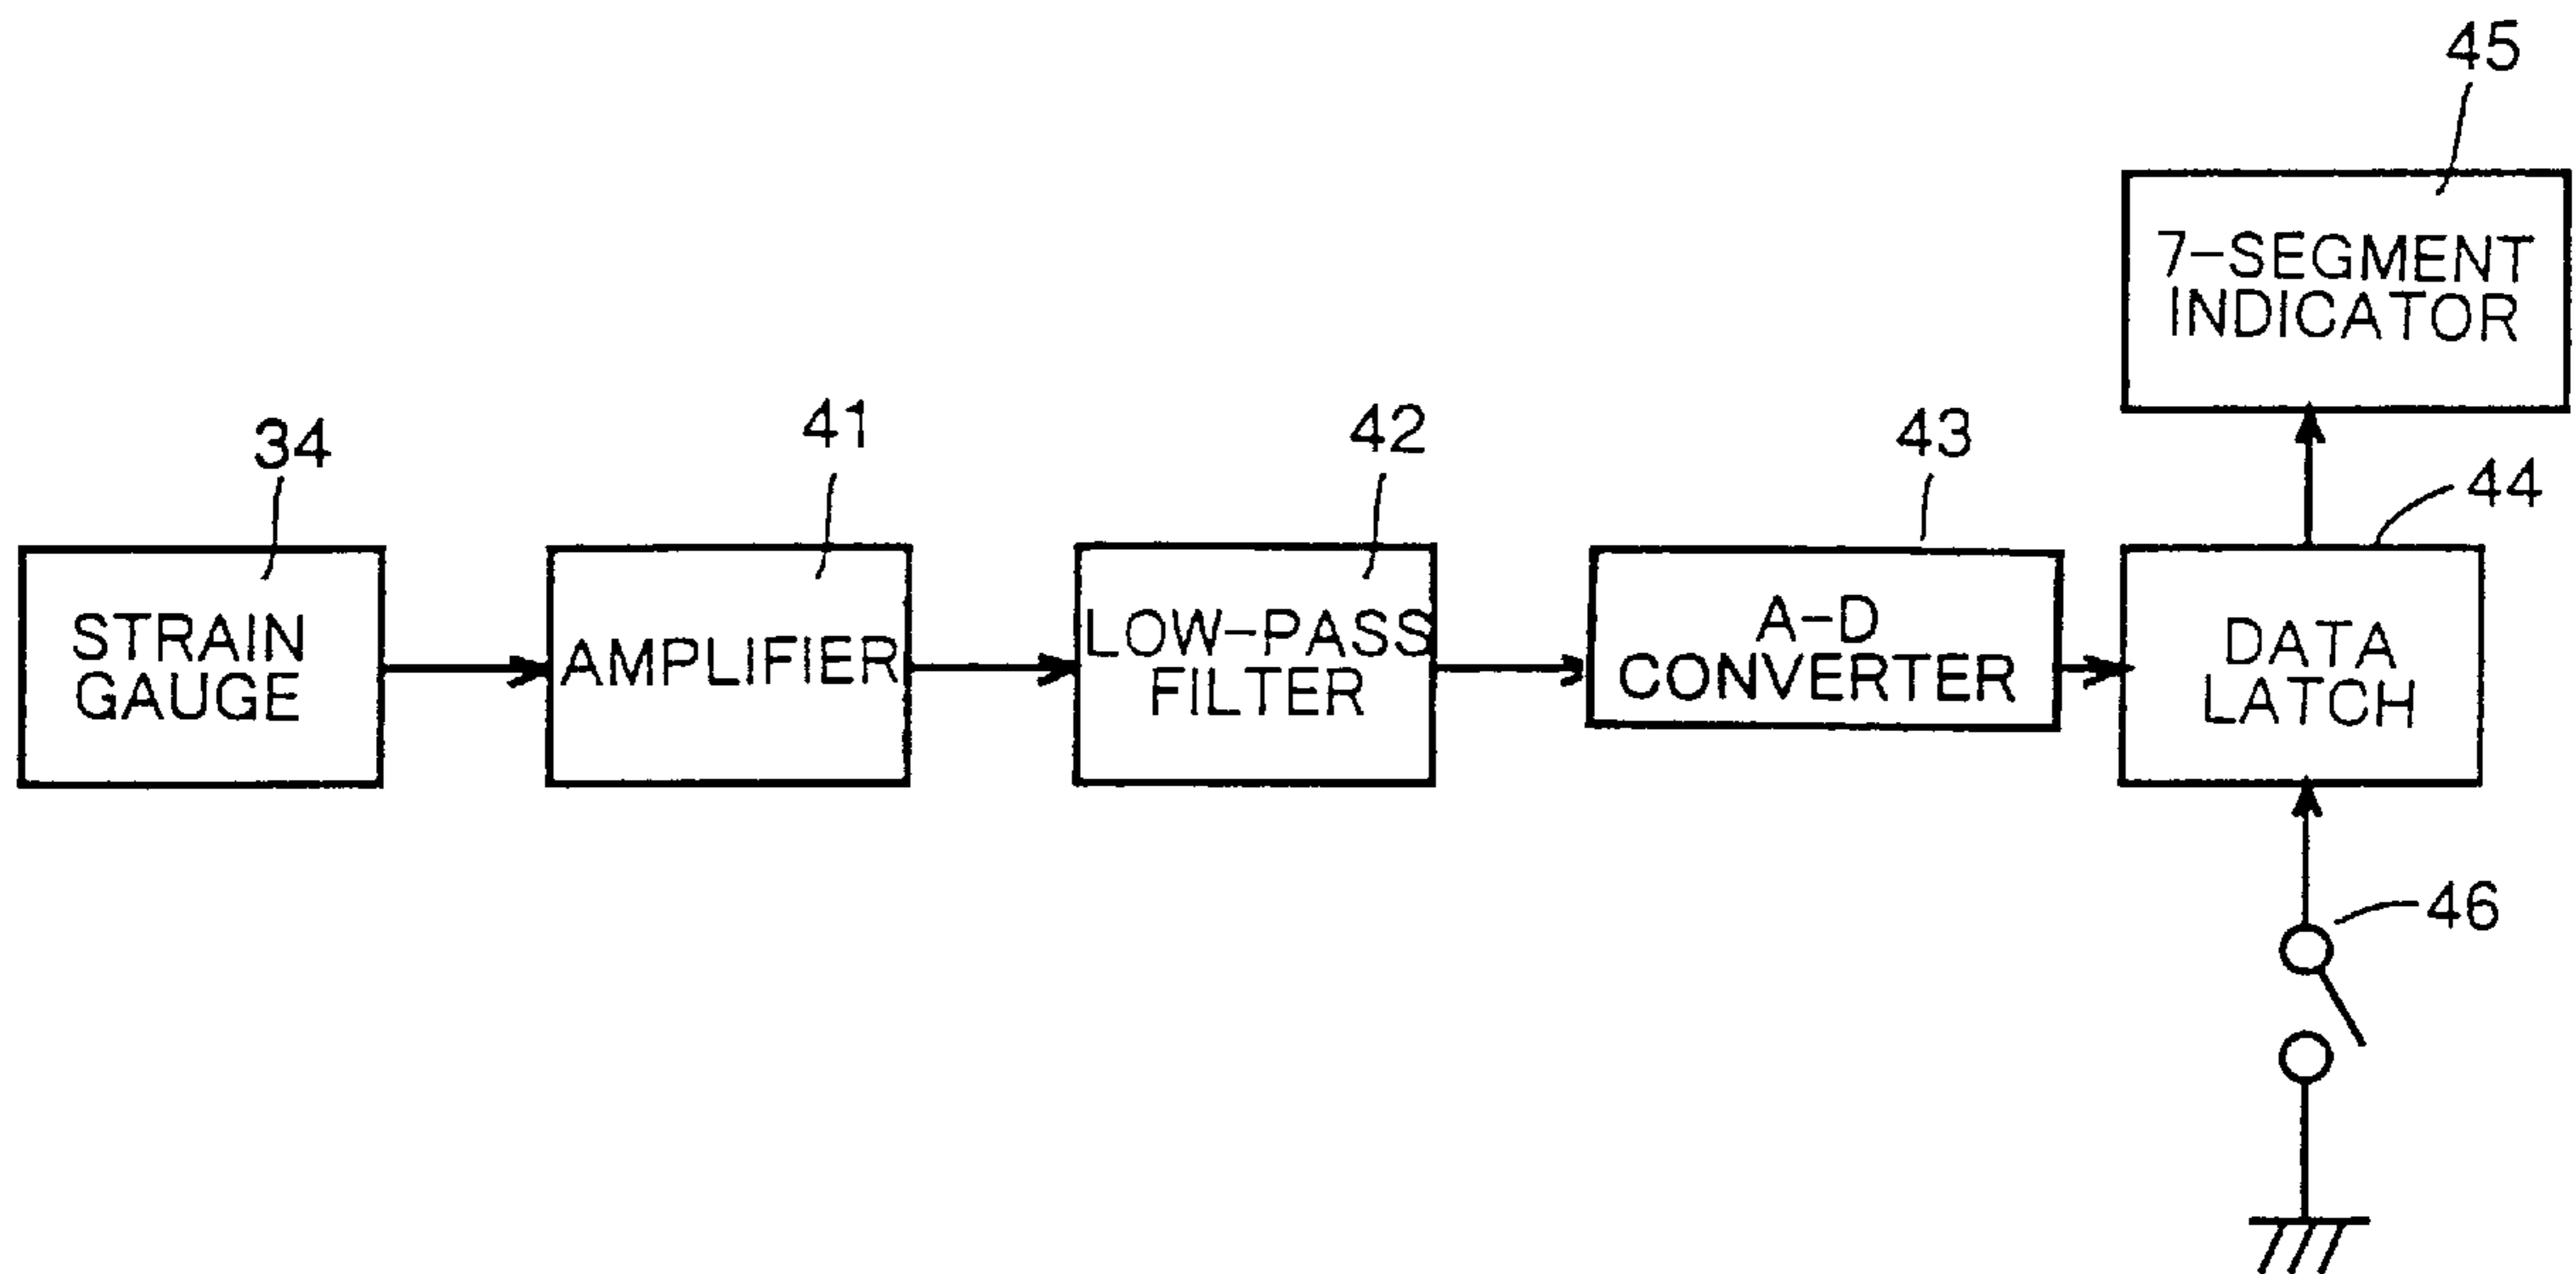 45
7-SEGMENT
INDICATOR
34
41
42
43
44
STRAIN
GAUGE
AMPLIFIER
LOW-PASS
FILTER
A-D
CONVERTER
DATA
LATCH
46